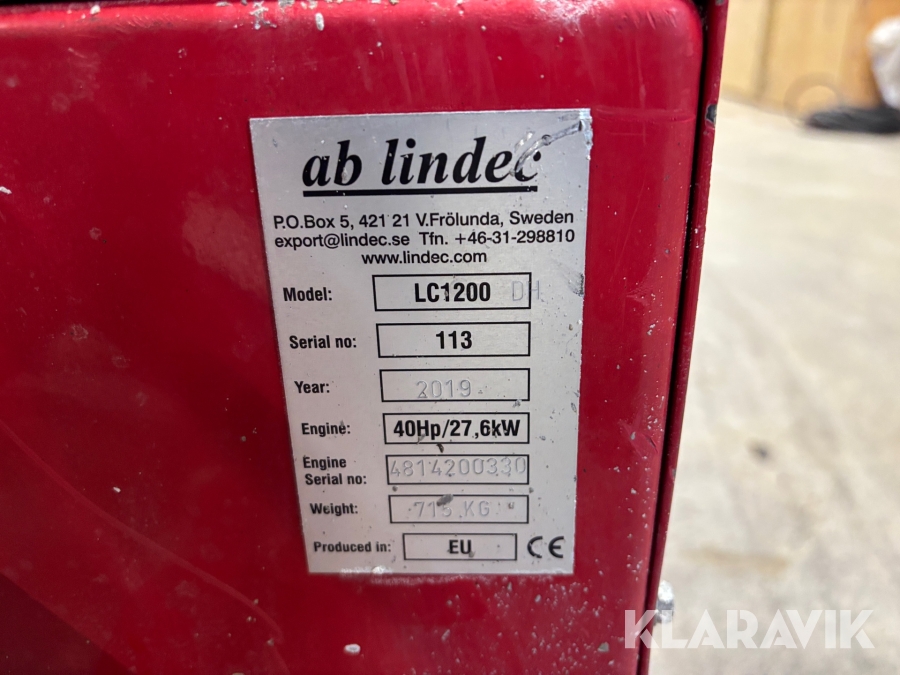 ab lindec
P.O.Box 5, 421 21 V.Frölunda, Sweden
export@lindec.se Tfn. +46-31-298810
www.lindec.com
Model: LC1200 DH
Serial no: 113
Year: 2019
Engine: 40Hp/27,6kW
Engine
Serial no: 4814200330
Weight: 715 KG
Produced in: EU CE
KLARAVIK